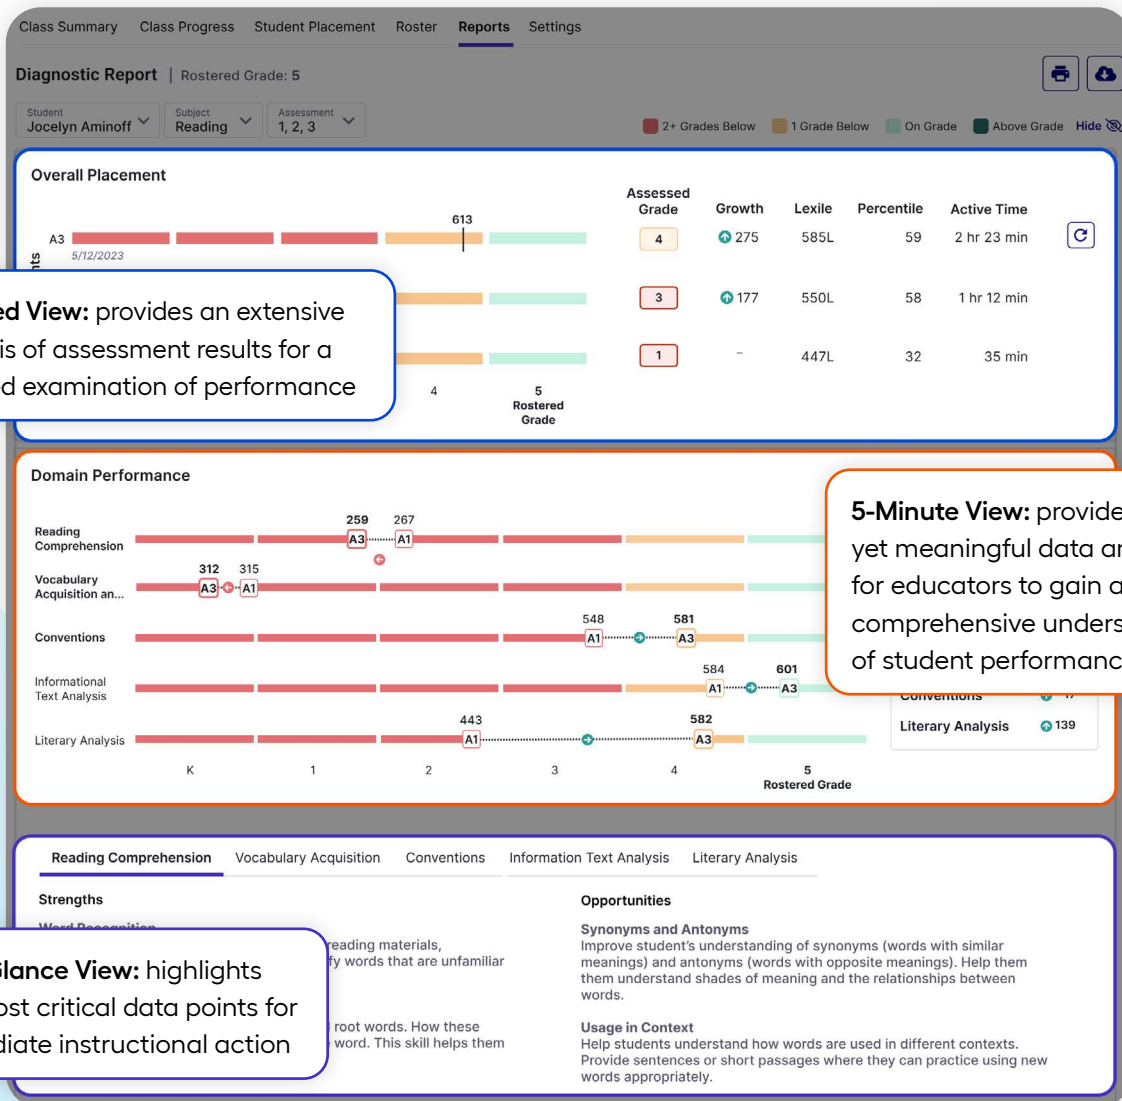 Class Summary Class Progress Student Placement Roster Reports Settings
Diagnostic Report | Rostered Grade: 5
Student
Jocelyn Aminoff
Subject
Reading
Assessment
1, 2, 3
2+ Grades Below 1 Grade Below On Grade Above Grade Hide
Overall Placement
Assessed Grade Growth Lexile Percentile Active Time
613
A3 4 275 585L 59 2 hr 23 min
5/12/2023
3 177 550L 58 1 hr 12 min
1 – 447L 32 35 min
4 5
Rostered
Grade
View: provides an extensive
of assessment results for a
examination of performance
Domain Performance
259 267
Reading
Comprehension
A3 A1
312 315
Vocabulary
Acquisition an...
A3 A1
548 581
Conventions A1 A3
584 601
Informational
Text Analysis
A1 A3
443 582
Literary Analysis A1 A3
K 1 2 3 4 5
Rostered Grade
5-Minute View: provide
yet meaningful data
for educators to gain a
comprehensive
of student performanc
Conventions
Literary Analysis 139
Reading Comprehension Vocabulary Acquisition Conventions Information Text Analysis Literary Analysis
Strengths
Word Recognition
reading materials,
words that are unfamiliar
root words. How these
word. This skill helps them
Glance View: highlights
critical data points for
instructional action
Opportunities
Synonyms and Antonyms
Improve student's understanding of synonyms (words with similar
meanings) and antonyms (words with opposite meanings). Help them
them understand shades of meaning and the relationships between
words.
Usage in Context
Help students understand how words are used in different contexts.
Provide sentences or short passages where they can practice using new
words appropriately.